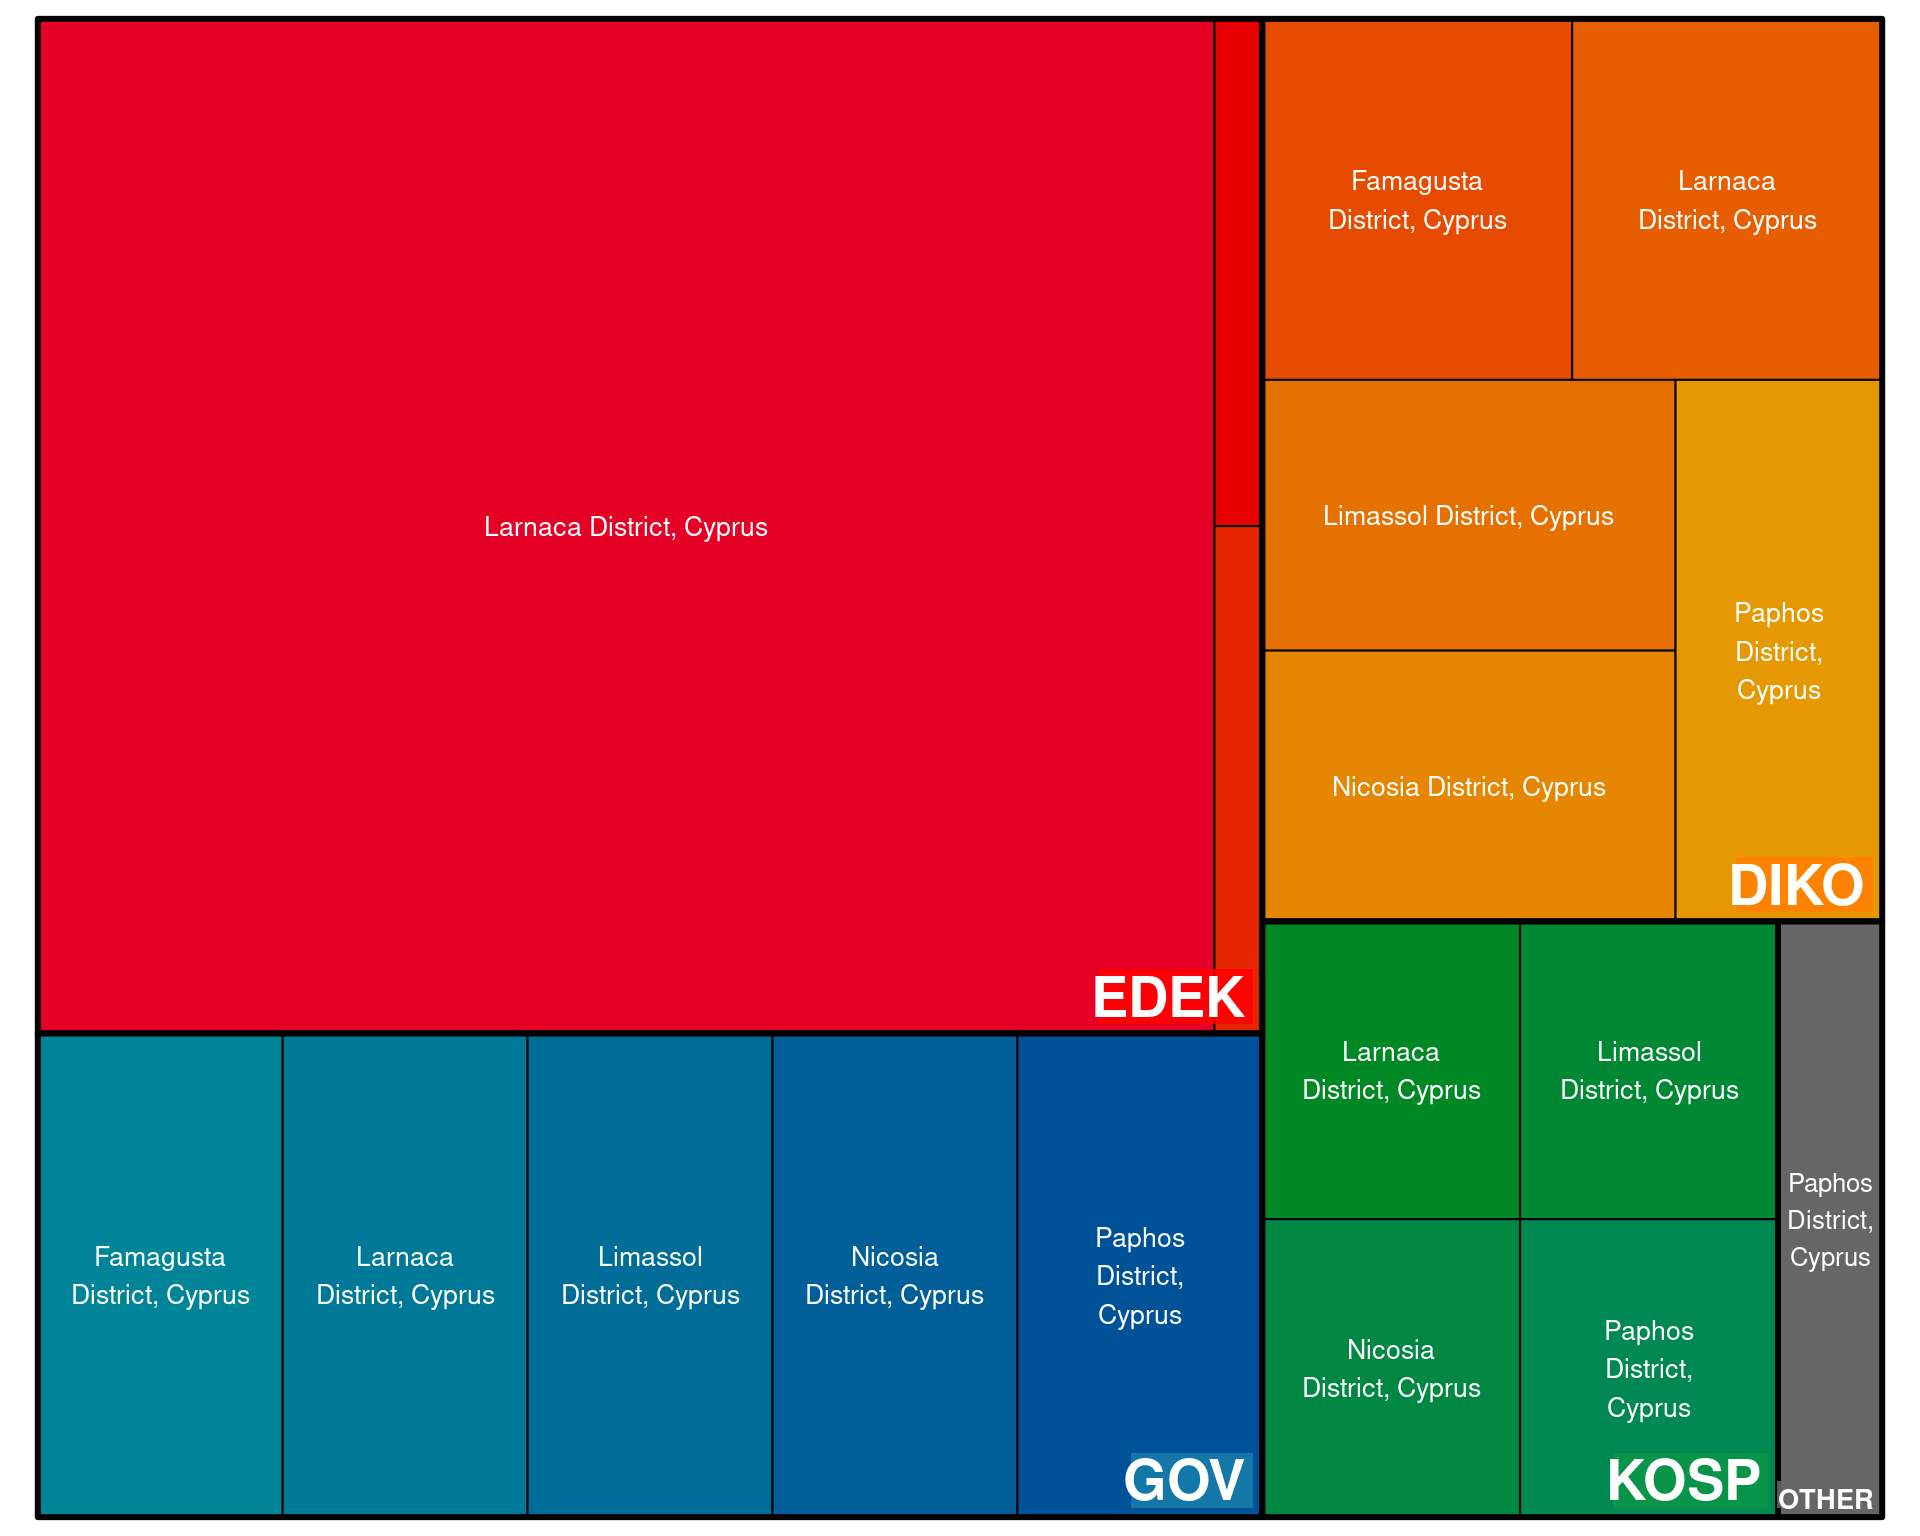 Larnaca District, Cyprus
EDEK
Famagusta
District, Cyprus
Larnaca
District, Cyprus
Limassol District, Cyprus
Nicosia District, Cyprus
Paphos
District,
Cyprus
DIKO
Famagusta
District, Cyprus
Larnaca
District, Cyprus
Limassol
District, Cyprus
Nicosia
District, Cyprus
Paphos
District,
Cyprus
GOV
Larnaca
District, Cyprus
Limassol
District, Cyprus
Nicosia
District, Cyprus
Paphos
District,
Cyprus
KOSP
Paphos
District,
Cyprus
OTHER